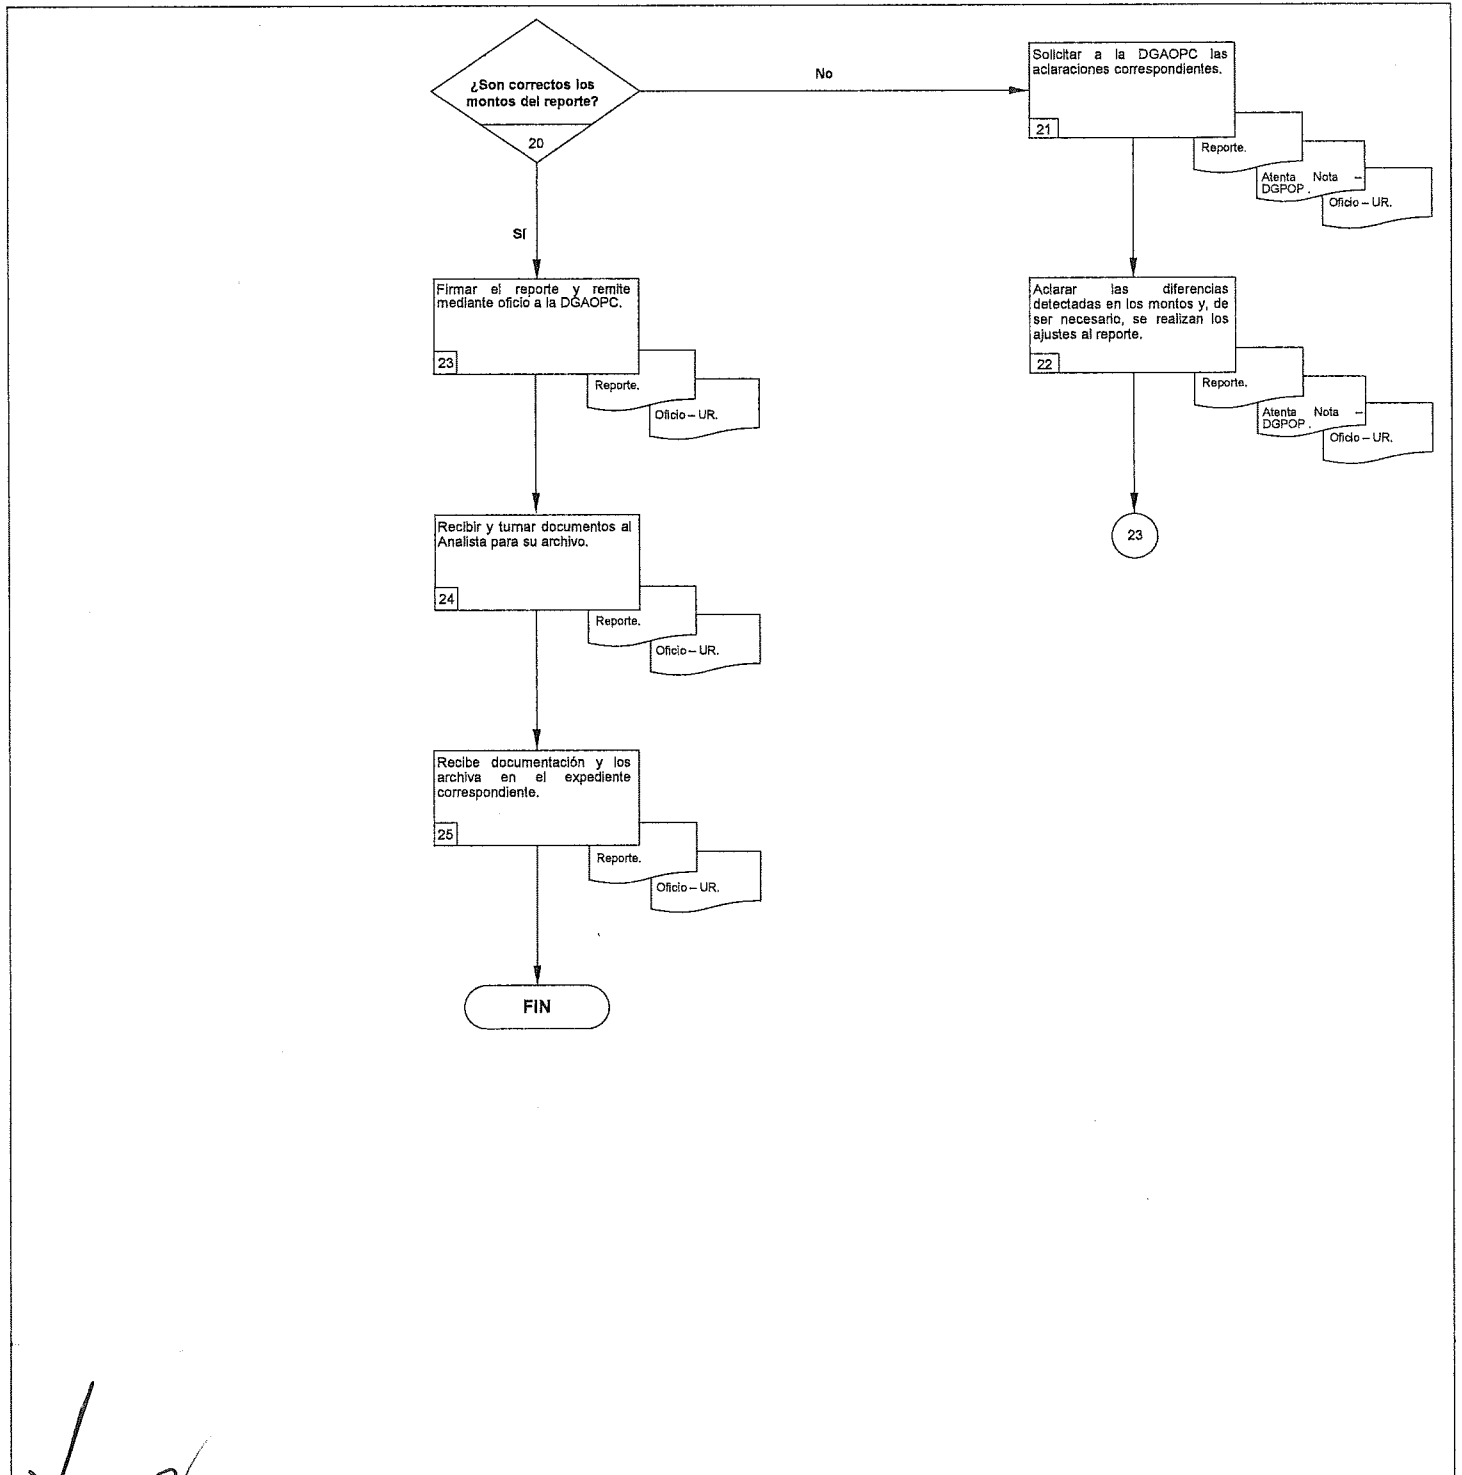 ¿Son correctos los
montos del reporte?
20
No
Sí
Solicitar a la DGAOPC las
aclaraciones correspondientes.
21
Reporte.
Atenta Nota –
DGPOP .
Oficio – UR.
Aclarar las diferencias
detectadas en los montos y, de
ser necesario, se realizan los
ajustes al reporte.
22
Reporte.
Atenta Nota –
DGPOP .
Oficio – UR.
23
Firmar el reporte y remite
mediante oficio a la DGAOPC.
23
Reporte.
Oficio – UR.
Recibir y turnar documentos al
Analista para su archivo.
24
Reporte.
Oficio – UR.
Recibe documentación y los
archiva en el expediente
correspondiente.
25
Reporte.
Oficio – UR.
FIN